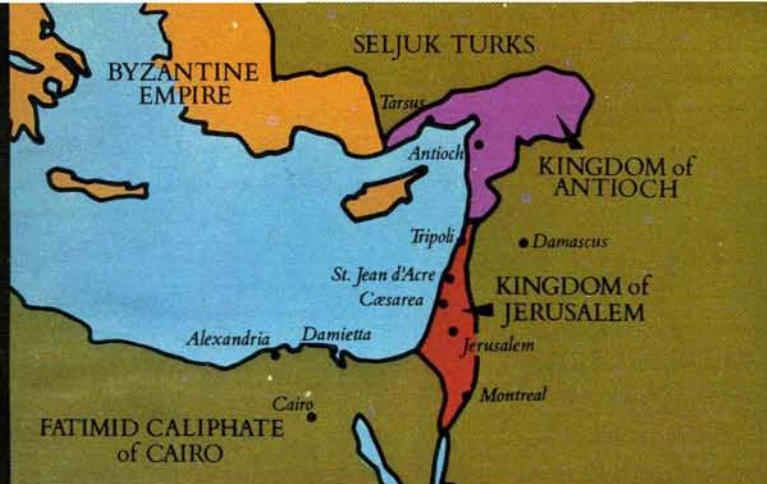 SELJUK TURKS
BYZANTINE
EMPIRE
Tarsus
Antioch
KINGDOM of
ANTIOCH
Tripoli
Damascus
St. Jean d'Acre
KINGDOM of
JERUSALEM
Cæsarea
Alexandria
Damietta
Jerusalem
Cairo
Montreal
FATIMID CALIPHATE
of CAIRO